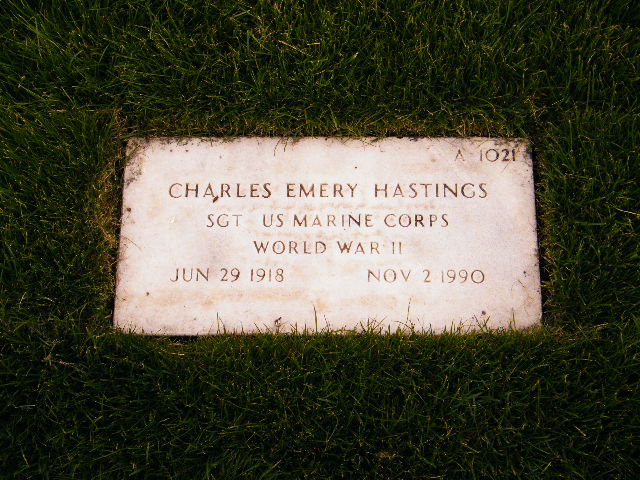 A 1021
CHARLES EMERY HASTINGS
SGT US MARINE CORPS
WORLD WAR II
JUN 29 1918 NOV 2 1990